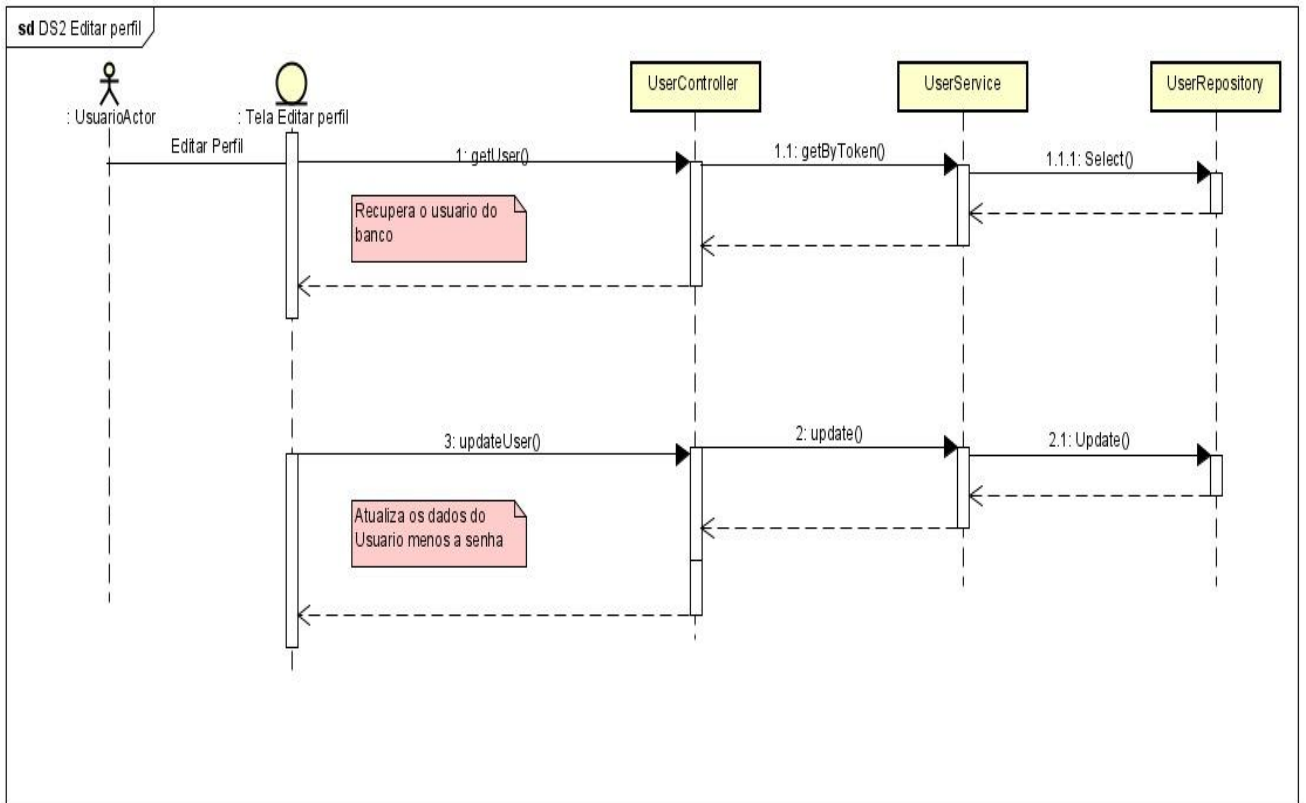 sd DS2 Editar perfil
: UsuarioActor
: Tela Editar perfil
UserController
UserService
UserRepository
Editar Perfil
1: getUser()
1.1: getByToken()
1.1.1: Select()
Recupera o usuario do
banco
3: updateUser()
2: update()
2.1: Update()
Atualiza os dados do
Usuario menos a senha